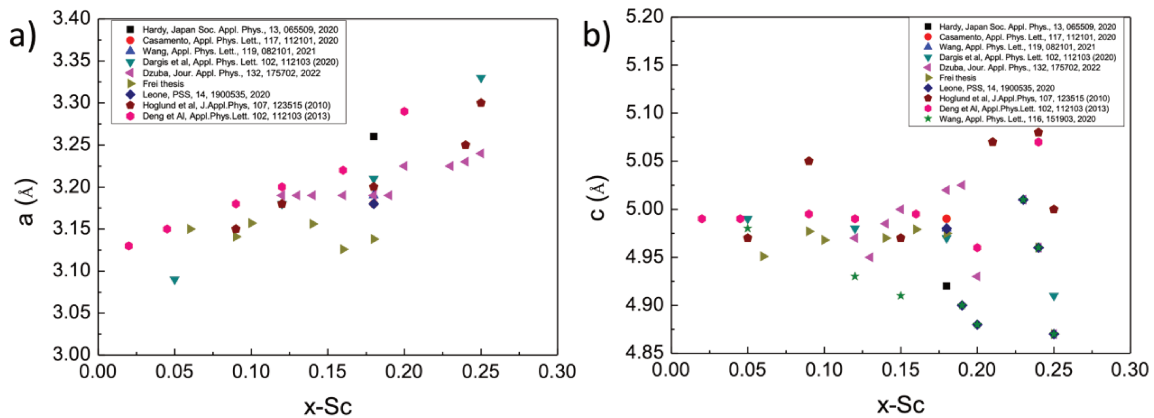 a)
3.40
3.35
3.30
3.25
3.20
3.15
3.10
3.05
3.00
a (Å)
Hardy, Japan Soc. Appl. Phys., 13, 065509, 2020
Casamento, Appl. Phys. Lett., 117, 112101, 2020
Wang, Appl. Phys. Lett., 119, 082101, 2021
Dargis et al, Appl. Phys. Lett. 102, 112103 (2020)
Dzuba, Jour. Appl. Phys., 132, 175702, 2022
Frei thesis
Leone, PSS, 14, 1900535, 2020
Hoglund et al, J.Appl.Phys, 107, 123515 (2010)
Deng et Al, Appl.Phys.Lett. 102, 112103 (2013)
0.00 0.05 0.10 0.15 0.20 0.25 0.30
x-Sc
b)
5.20
5.15
5.10
5.05
5.00
4.95
4.90
4.85
c (Å)
Hardy, Japan Soc. Appl. Phys., 13, 065509, 2020
Casamento, Appl. Phys. Lett., 117, 112101, 2020
Wang, Appl. Phys. Lett., 119, 082101, 2021
Dargis et al, Appl. Phys. Lett. 102, 112103 (2020)
Dzuba, Jour. Appl. Phys., 132, 175702, 2022
Frei thesis
Leone, PSS, 14, 1900535, 2020
Hoglund et al, J.Appl.Phys, 107, 123515 (2010)
Deng et Al, Appl.Phys.Lett. 102, 112103 (2013)
Wang, Appl. Phys. Lett., 116, 151903, 2020
0.00 0.05 0.10 0.15 0.20 0.25 0.30
x-Sc